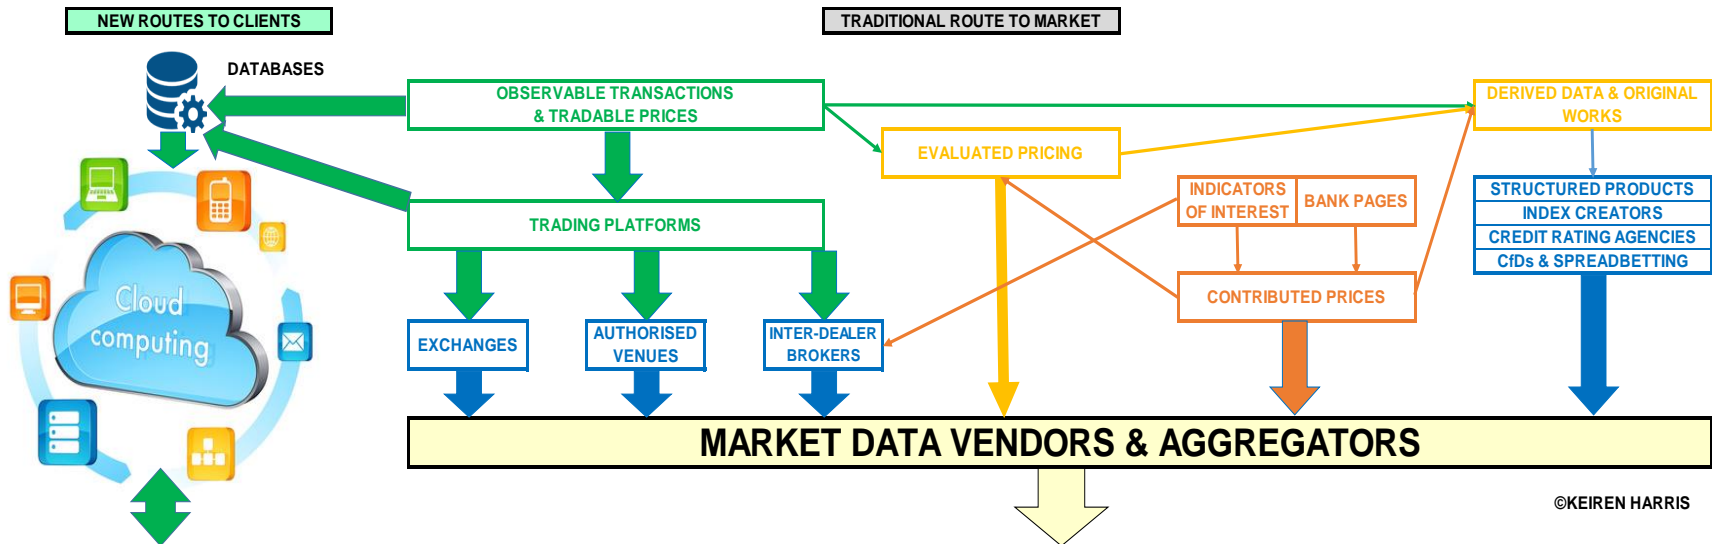 NEW ROUTES TO CLIENTS
TRADITIONAL ROUTE TO MARKET
DATABASES
OBSERVABLE TRANSACTIONS
& TRADABLE PRICES
DERIVED DATA & ORIGINAL
WORKS
EVALUATED PRICING
INDICATORS
OF INTEREST
BANK PAGES
STRUCTURED PRODUCTS
INDEX CREATORS
CREDIT RATING AGENCIES
CfDs & SPREADBETTING
TRADING PLATFORMS
CONTRIBUTED PRICES
Cloud
computing
EXCHANGES
AUTHORISED
VENUES
INTER-DEALER
BROKERS
MARKET DATA VENDORS & AGGREGATORS
©KEIREN HARRIS